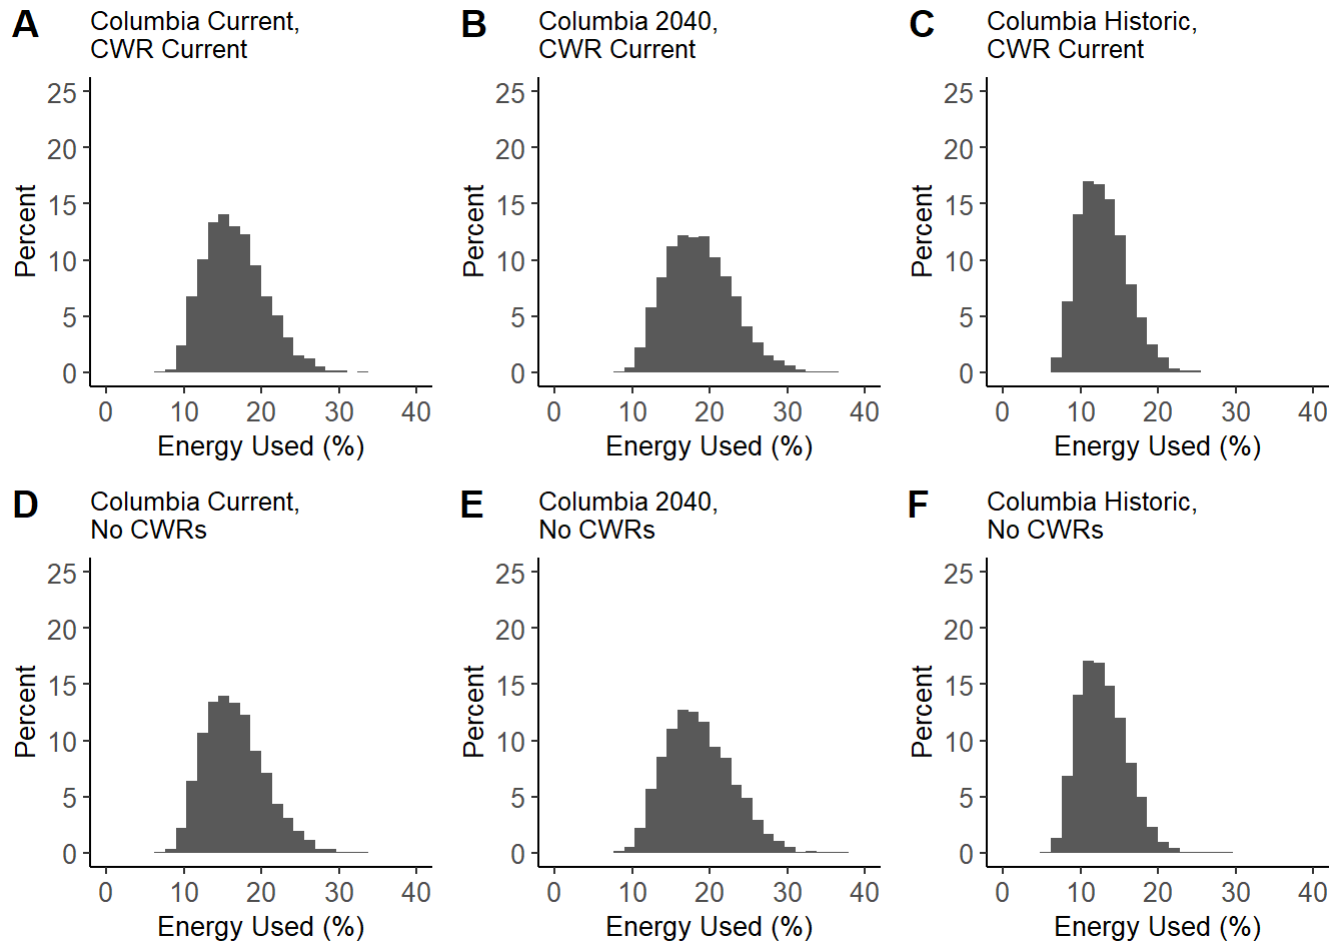 A
Columbia Current,
CWR Current
25
20
15
10
5
0
Percent
0 10 20 30 40
Energy Used (%)
B
Columbia 2040,
CWR Current
25
20
15
10
5
0
Percent
0 10 20 30 40
Energy Used (%)
C
Columbia Historic,
CWR Current
25
20
15
10
5
0
Percent
0 10 20 30 40
Energy Used (%)
D
Columbia Current,
No CWRs
25
20
15
10
5
0
Percent
0 10 20 30 40
Energy Used (%)
E
Columbia 2040,
No CWRs
25
20
15
10
5
0
Percent
0 10 20 30 40
Energy Used (%)
F
Columbia Historic,
No CWRs
25
20
15
10
5
0
Percent
0 10 20 30 40
Energy Used (%)